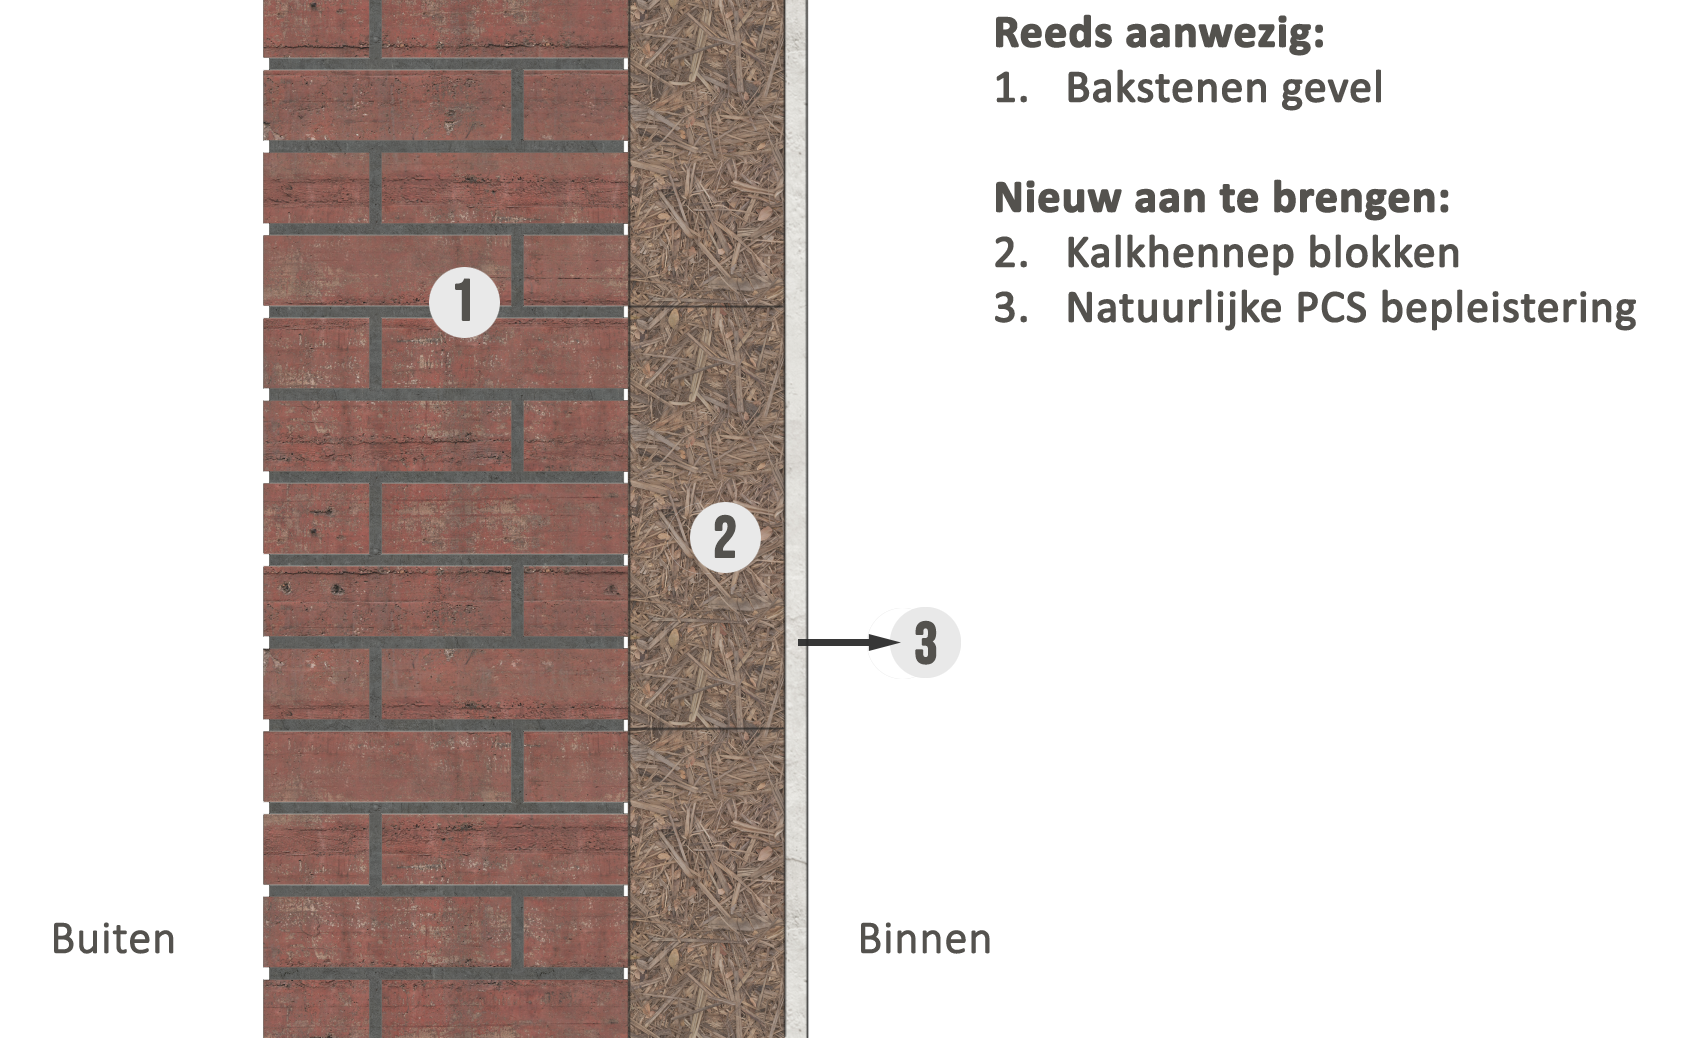 Reeds aanwezig:
1. Bakstenen gevel
Nieuw aan te brengen:
2. Kalkhennep blokken
3. Natuurlijke PCS bepleistering
1
2
3
Buiten
Binnen